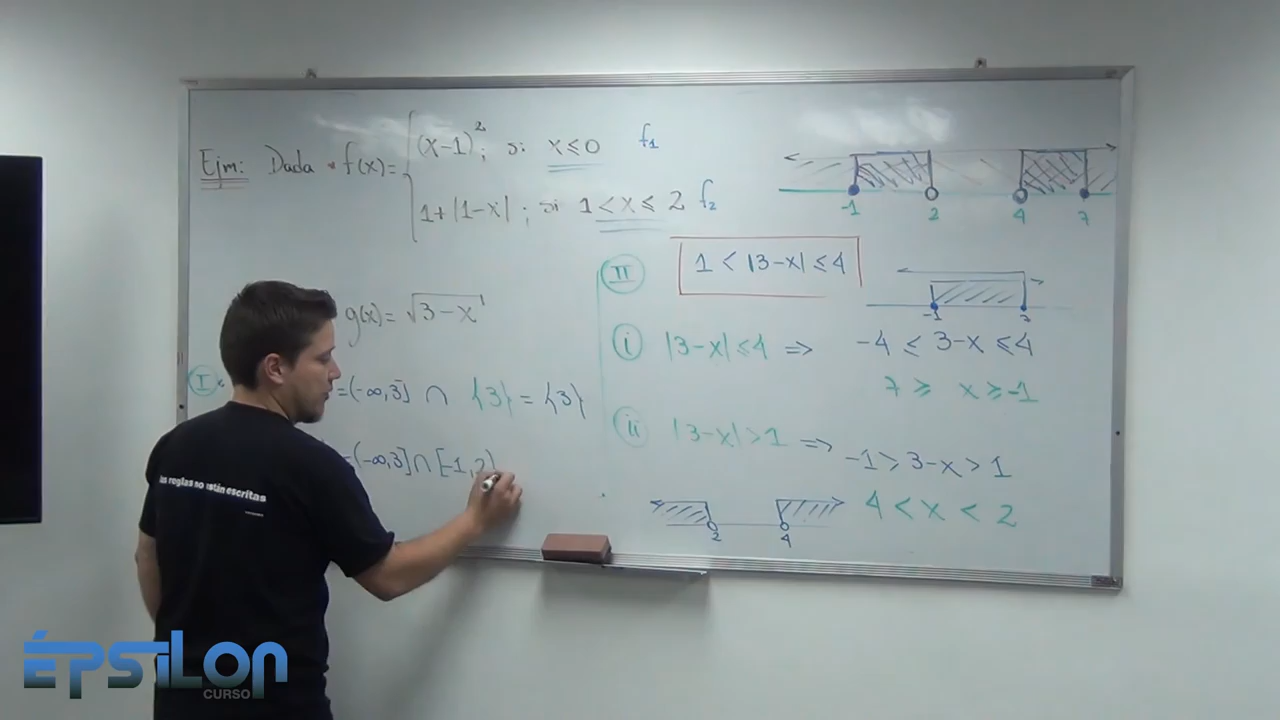 Ejm: Dada • f(x)=
(x-1)²; si x≤0 f₁
1+|1-x|; si 1<x≤2 f₂
g(x)= √3-x
I
=(-∞,3] ∩ {3} = {3}
=(-∞,3] ∩ [-1,2)
-1 2 4 7
II 1 < |3-x| ≤ 4
-1
i |3-x| ≤ 4 ⇒ -4 ≤ 3-x ≤ 4
7 ≥ x ≥ -1
ii |3-x| > 1 ⇒ -1 > 3-x > 1
4 < x < 2
2 4
las reglas no están escritas
ÉPSILON
CURSO